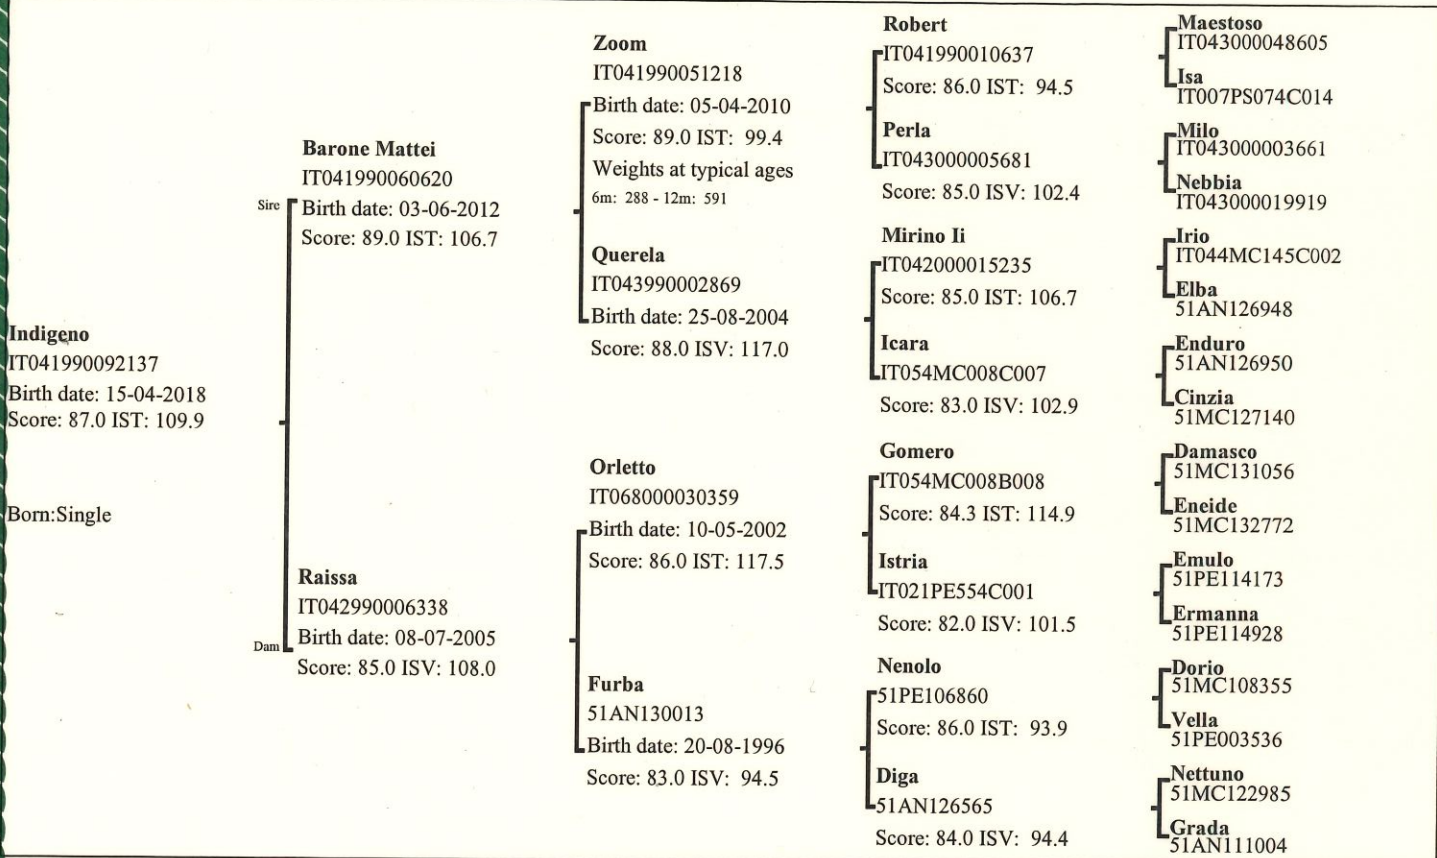 Indigeno
IT041990092137
Birth date: 15-04-2018
Score: 87.0 IST: 109.9
Born:Single
Sire
Barone Mattei
IT041990060620
Birth date: 03-06-2012
Score: 89.0 IST: 106.7
Dam
Raissa
IT042990006338
Birth date: 08-07-2005
Score: 85.0 ISV: 108.0
Zoom
IT041990051218
Birth date: 05-04-2010
Score: 89.0 IST: 99.4
Weights at typical ages
6m: 288 - 12m: 591
Querela
IT043990002869
Birth date: 25-08-2004
Score: 88.0 ISV: 117.0
Orletto
IT068000030359
Birth date: 10-05-2002
Score: 86.0 IST: 117.5
Furba
51AN130013
Birth date: 20-08-1996
Score: 83.0 ISV: 94.5
Robert
IT041990010637
Score: 86.0 IST: 94.5
Perla
IT043000005681
Score: 85.0 ISV: 102.4
Mirino Ii
IT042000015235
Score: 85.0 IST: 106.7
Icara
IT054MC008C007
Score: 83.0 ISV: 102.9
Gomero
IT054MC008B008
Score: 84.3 IST: 114.9
Istria
IT021PE554C001
Score: 82.0 ISV: 101.5
Nenolo
51PE106860
Score: 86.0 IST: 93.9
Diga
51AN126565
Score: 84.0 ISV: 94.4
Maestoso
IT043000048605
Isa
IT007PS074C014
Milo
IT043000003661
Nebbia
IT043000019919
Irio
IT044MC145C002
Elba
51AN126948
Enduro
51AN126950
Cinzia
51MC127140
Damasco
51MC131056
Eneide
51MC132772
Emulo
51PE114173
Ermanna
51PE114928
Dorio
51MC108355
Vella
51PE003536
Nettuno
51MC122985
Grada
51AN111004